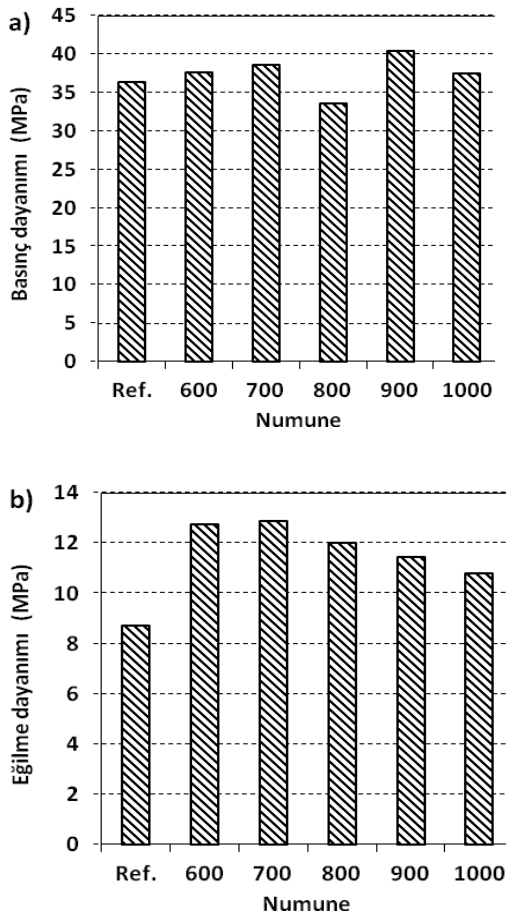 a)
Basınç dayanımı (MPa)
45
40
35
30
25
20
15
10
5
0
Ref. 600 700 800 900 1000
Numune
b)
Eğilme dayanımı (MPa)
14
12
10
8
6
4
2
0
Ref. 600 700 800 900 1000
Numune